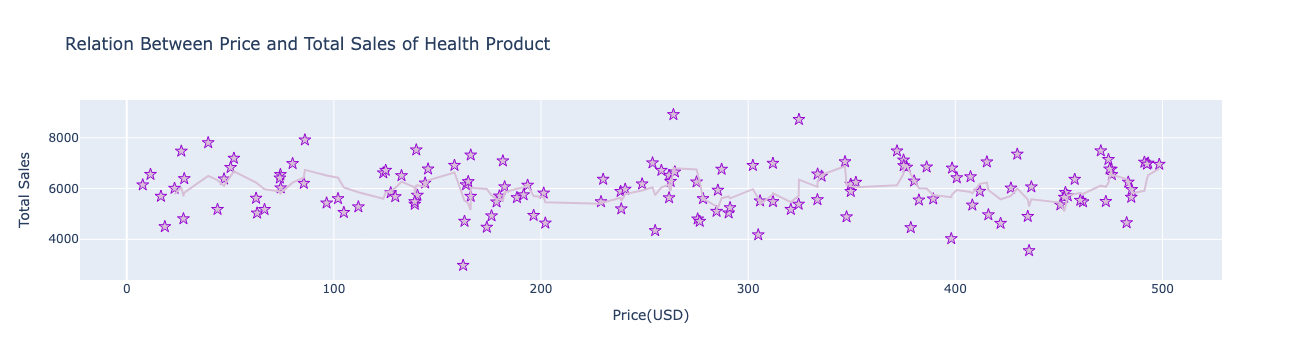 Relation Between Price and Total Sales of Health Product
Total Sales
8000
6000
4000
0 100 200 300 400 500
Price(USD)